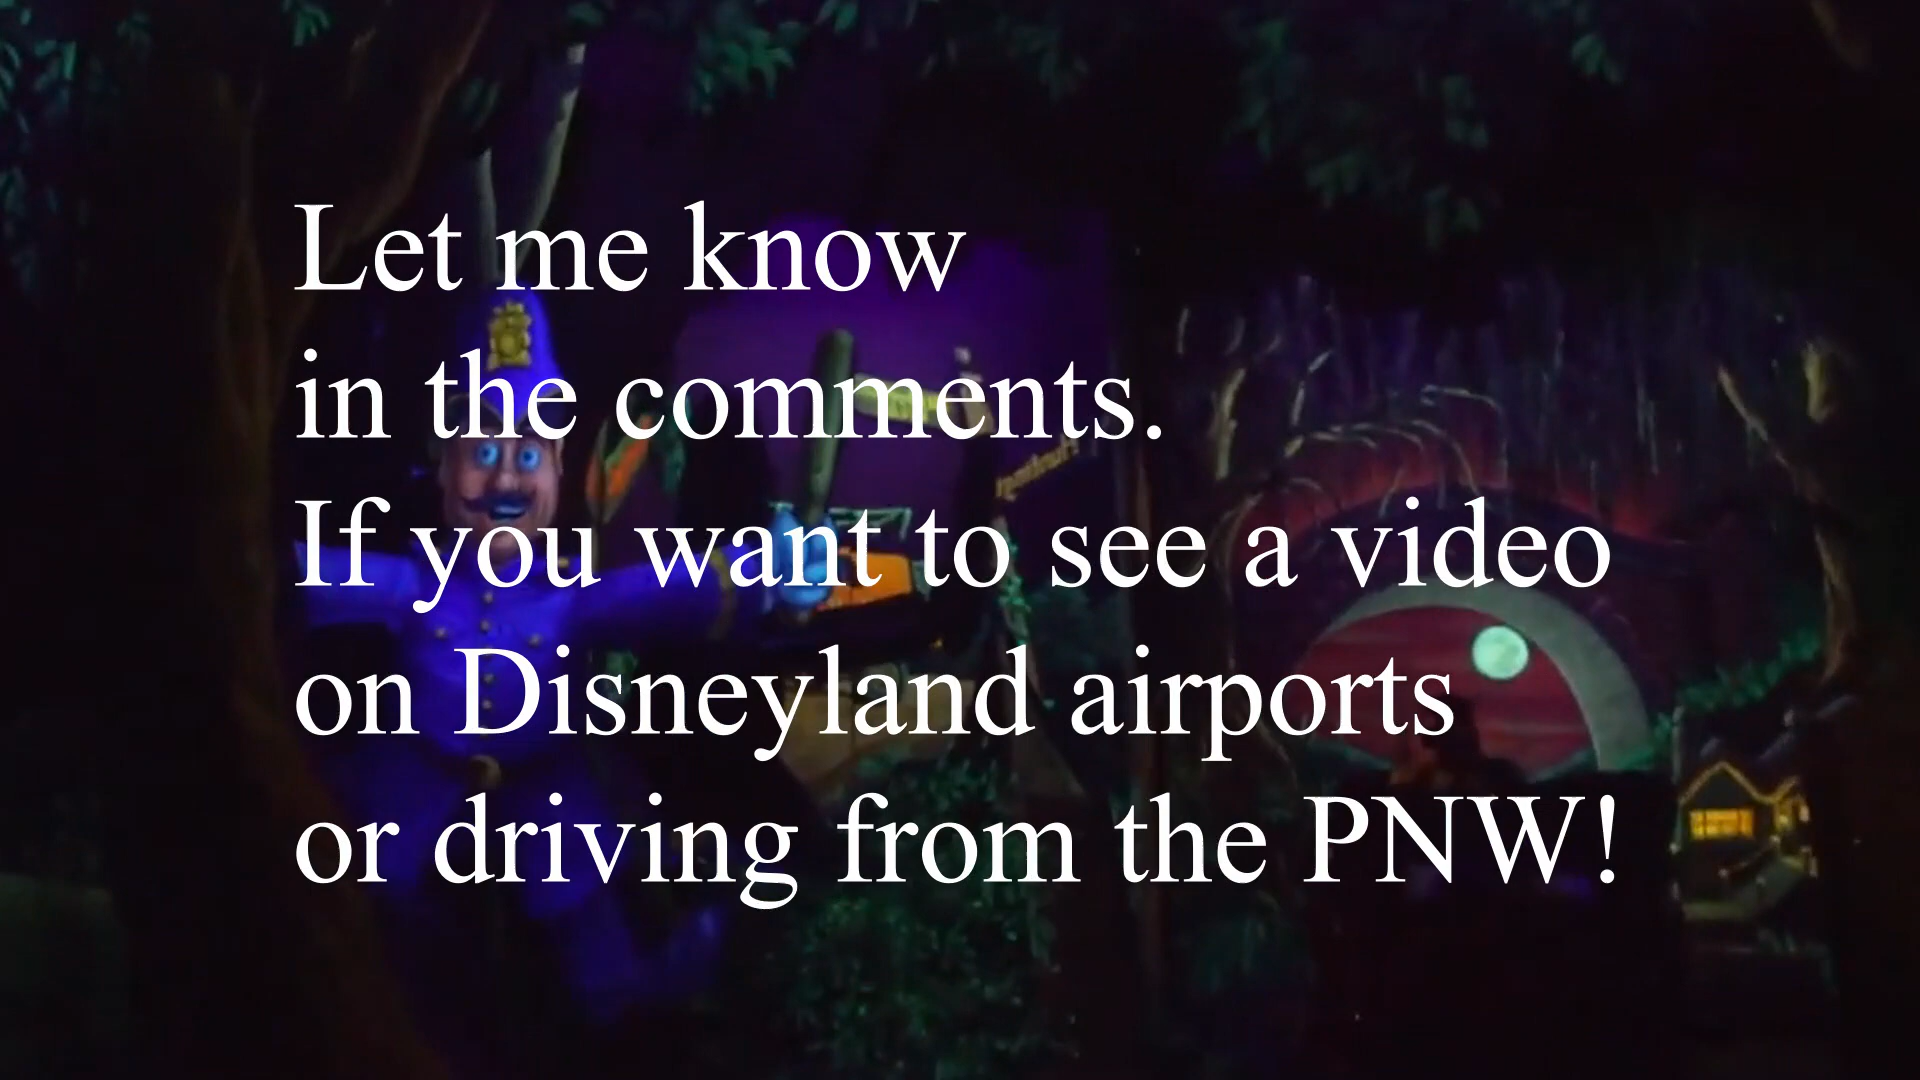 Let me know
in the comments.
If you want to see a video
on Disneyland airports
or driving from the PNW!